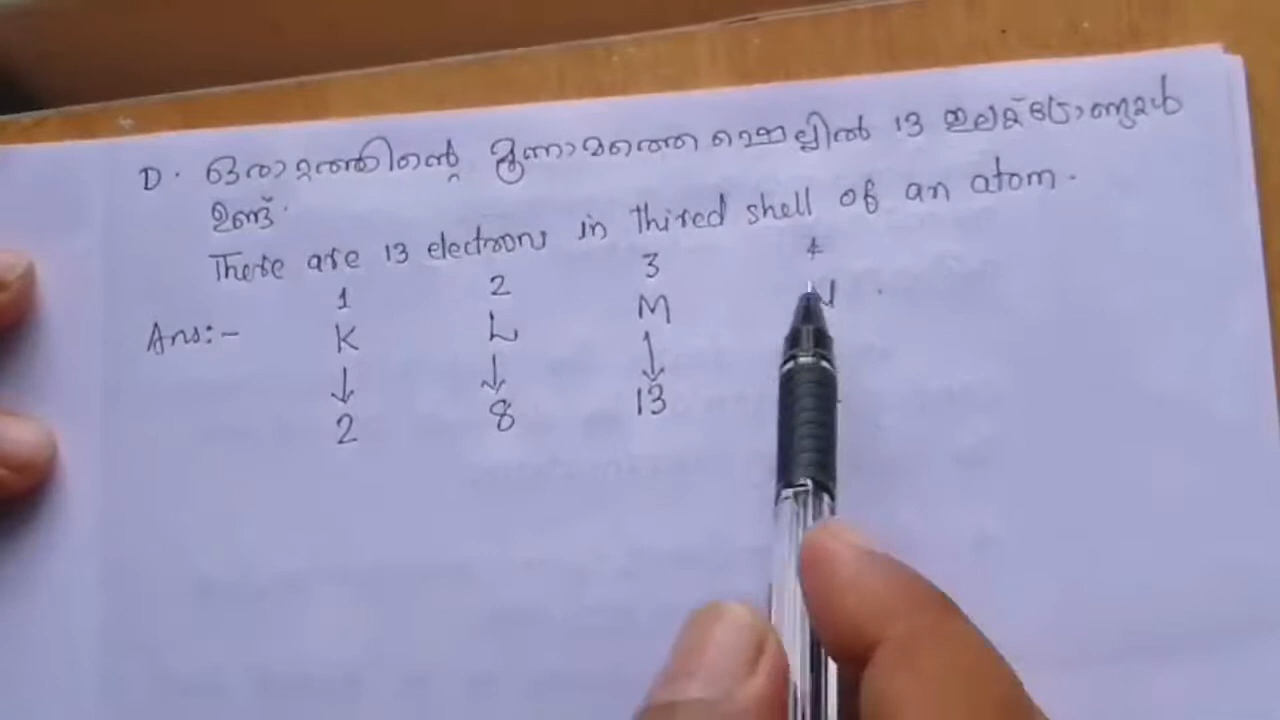 D. ഒരാറ്റത്തിന്റെ മൂന്നാമത്തെ ഷെല്ലിൽ 13 ഇലക്ട്രോണുകൾ
ഉണ്ട്.
There are 13 electrons in thired shell of an atom.
1 2 3 4
Ans:- K L M N
↓ ↓ ↓
2 8 13